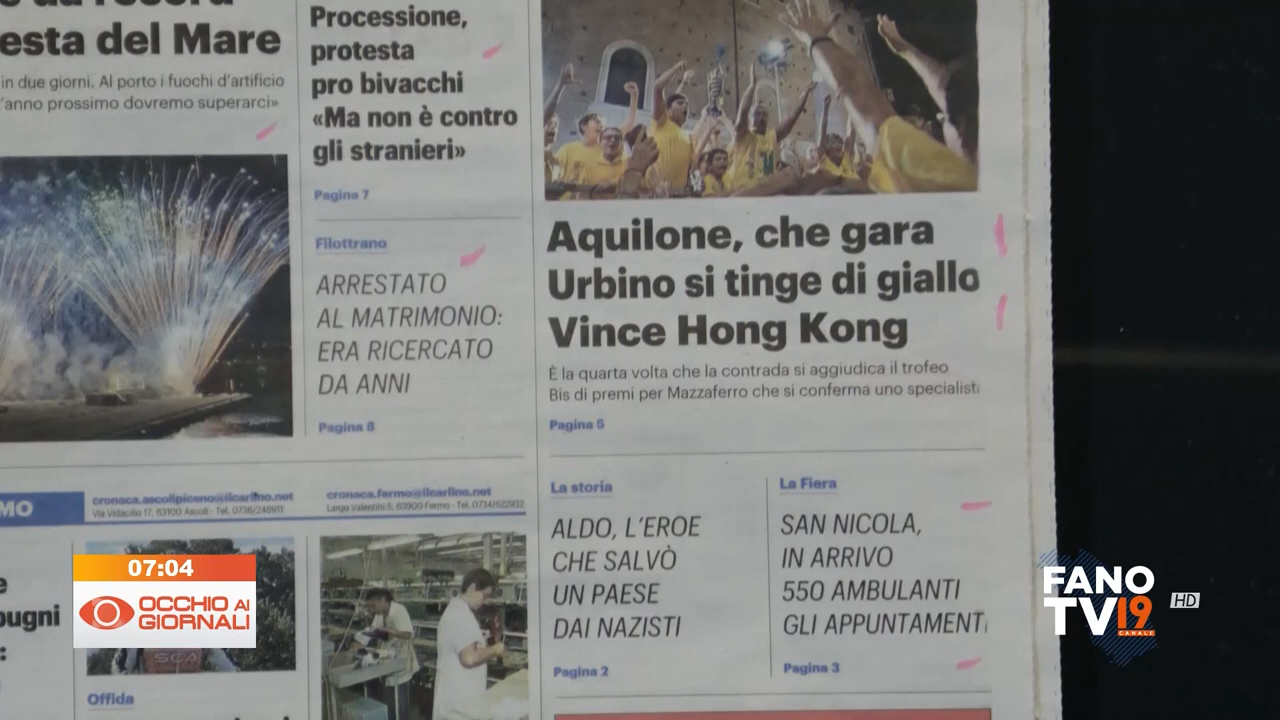 esta del Mare
in due giorni. Al porto i fuochi d'artificio
'anno prossimo dovremo superarci»
Processione,
protesta
pro bivacchi
«Ma non è contro
gli stranieri»
Pagina 7
Filottrano
ARRESTATO
AL MATRIMONIO:
ERA RICERCATO
DA ANNI
Pagina 8
Aquilone, che gara
Urbino si tinge di giallo
Vince Hong Kong
È la quarta volta che la contrada si aggiudica il trofeo
Bis di premi per Mazzaferro che si conferma uno specialist
Pagina 5
La storia
ALDO, L'EROE
CHE SALVÒ
UN PAESE
DAI NAZISTI
Pagina 2
La Fiera
SAN NICOLA,
IN ARRIVO
550 AMBULANTI
GLI APPUNTAMENT
Pagina 3
MO
cronaca.ascolipiceno@ilcarlino.net
Via Vidacilio 17, 63100 Ascoli - Tel. 0736/248911
cronaca.fermo@ilcarlino.net
Largo Valentini 5, 63900 Fermo - Tel. 0734/622932
e
pugni
:
SCA
Offida
07:04
OCCHIO AI
GIORNALI
FANO
TV19
CANALE
HD